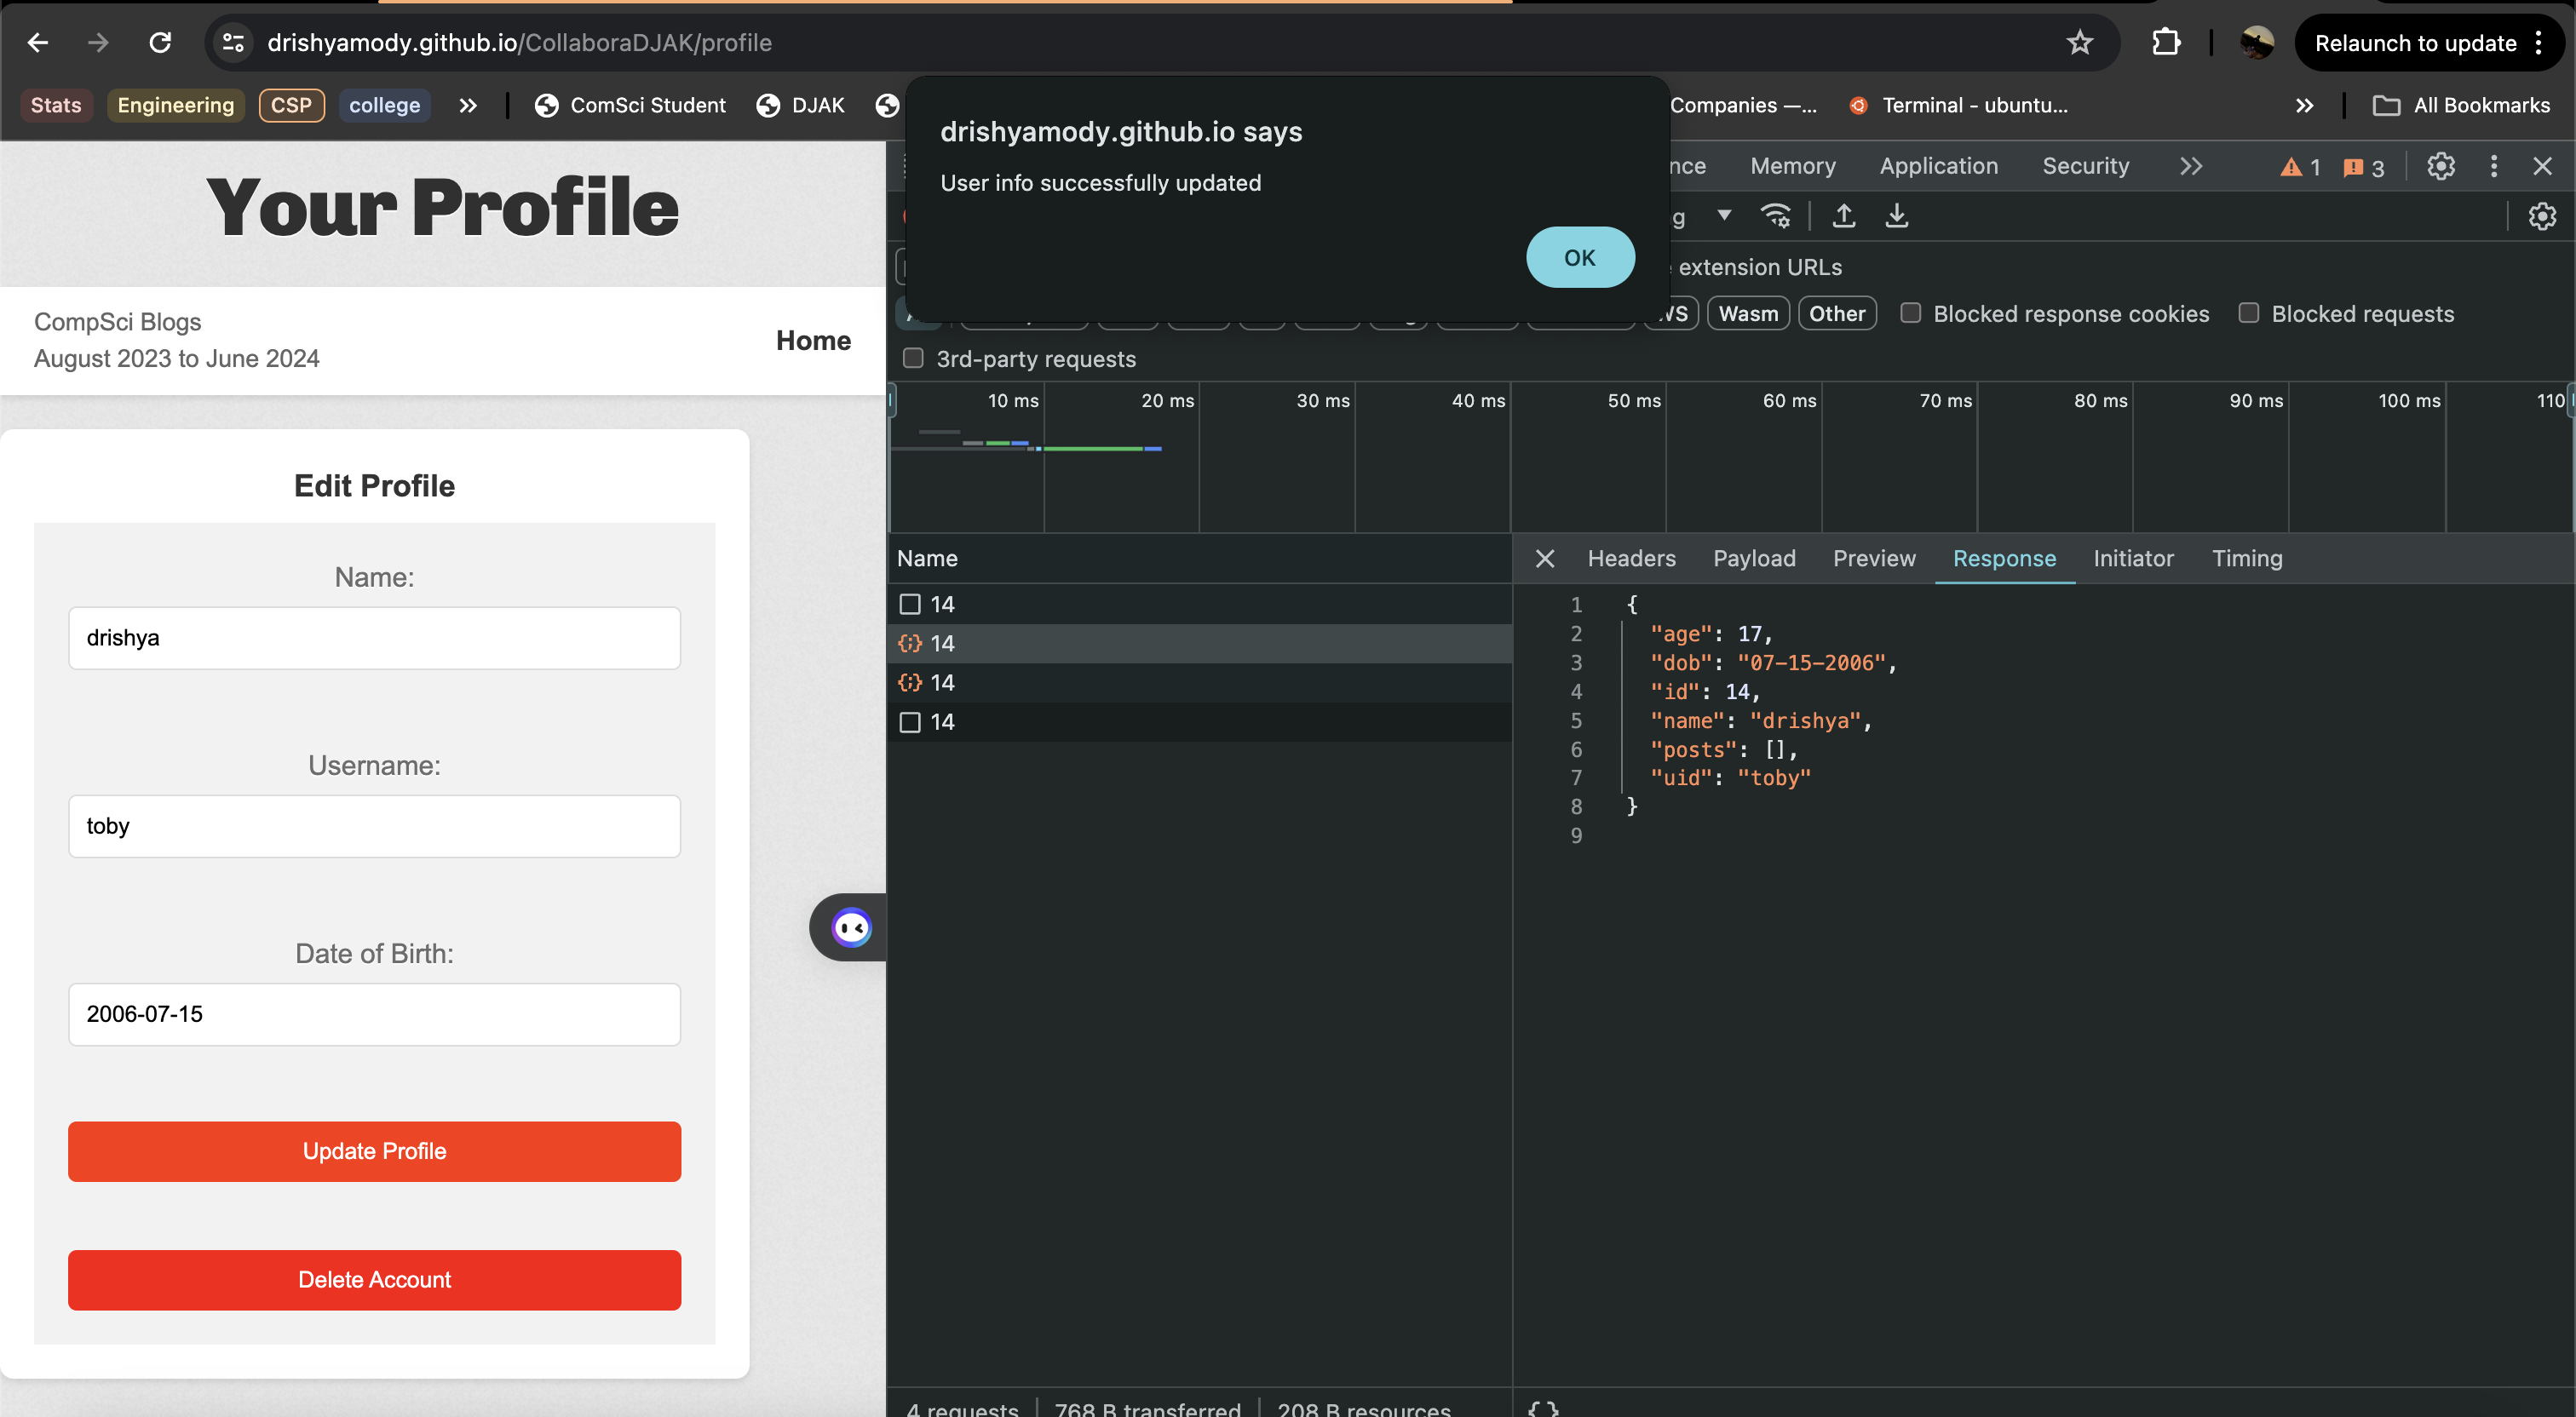 drishyamody.github.io/CollaboraDJAK/profile
Relaunch to update
Stats Engineering CSP college » ComSci Student DJAK Companies —... Terminal - ubuntu... » All Bookmarks
drishyamody.github.io says
User info successfully updated
OK
Your Profile
CompSci Blogs
August 2023 to June 2024
Home
Edit Profile
Name:
drishya
Username:
toby
Date of Birth:
2006-07-15
Update Profile
Delete Account
Memory Application Security 1 3
extension URLs
Wasm Other Blocked response cookies Blocked requests
3rd-party requests
10 ms 20 ms 30 ms 40 ms 50 ms 60 ms 70 ms 80 ms 90 ms 100 ms 110
Name
14
14
14
14
Headers Payload Preview Response Initiator Timing
1 {
2 "age": 17,
3 "dob": "07-15-2006",
4 "id": 14,
5 "name": "drishya",
6 "posts": [],
7 "uid": "toby"
8 }
9
4 requests 768 B transferred 208 B resources { }